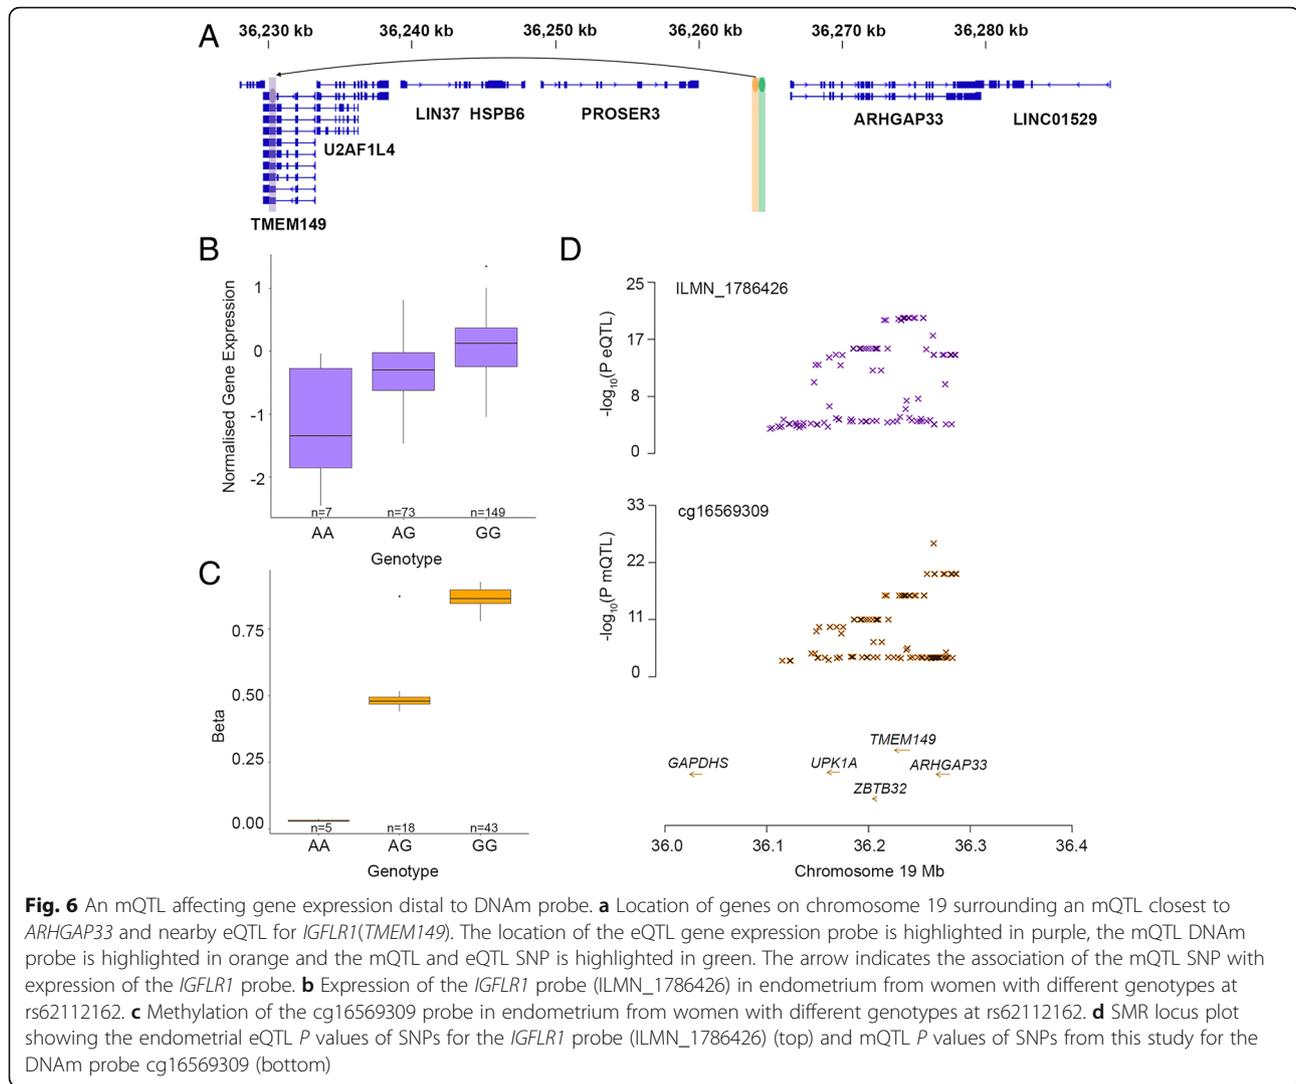 A
36,230 kb 36,240 kb 36,250 kb 36,260 kb 36,270 kb 36,280 kb
LIN37 HSPB6 PROSER3 ARHGAP33 LINC01529
U2AF1L4
TMEM149
B
Normalised Gene Expression
1
0
-1
-2
n=7 n=73 n=149
AA AG GG
Genotype
C
Beta
0.75
0.50
0.25
0.00
n=5 n=18 n=43
AA AG GG
Genotype
D
-log10(P eQTL)
25
17
8
0
ILMN_1786426
-log10(P mQTL)
33
22
11
0
cg16569309
TMEM149
GAPDHS UPK1A ARHGAP33
ZBTB32
36.0 36.1 36.2 36.3 36.4
Chromosome 19 Mb
Fig. 6 An mQTL affecting gene expression distal to DNAm probe. a Location of genes on chromosome 19 surrounding an mQTL closest to
ARHGAP33 and nearby eQTL for IGFLR1(TMEM149). The location of the eQTL gene expression probe is highlighted in purple, the mQTL DNAm
probe is highlighted in orange and the mQTL and eQTL SNP is highlighted in green. The arrow indicates the association of the mQTL SNP with
expression of the IGFLR1 probe. b Expression of the IGFLR1 probe (ILMN_1786426) in endometrium from women with different genotypes at
rs62112162. c Methylation of the cg16569309 probe in endometrium from women with different genotypes at rs62112162. d SMR locus plot
showing the endometrial eQTL P values of SNPs for the IGFLR1 probe (ILMN_1786426) (top) and mQTL P values of SNPs from this study for the
DNAm probe cg16569309 (bottom)